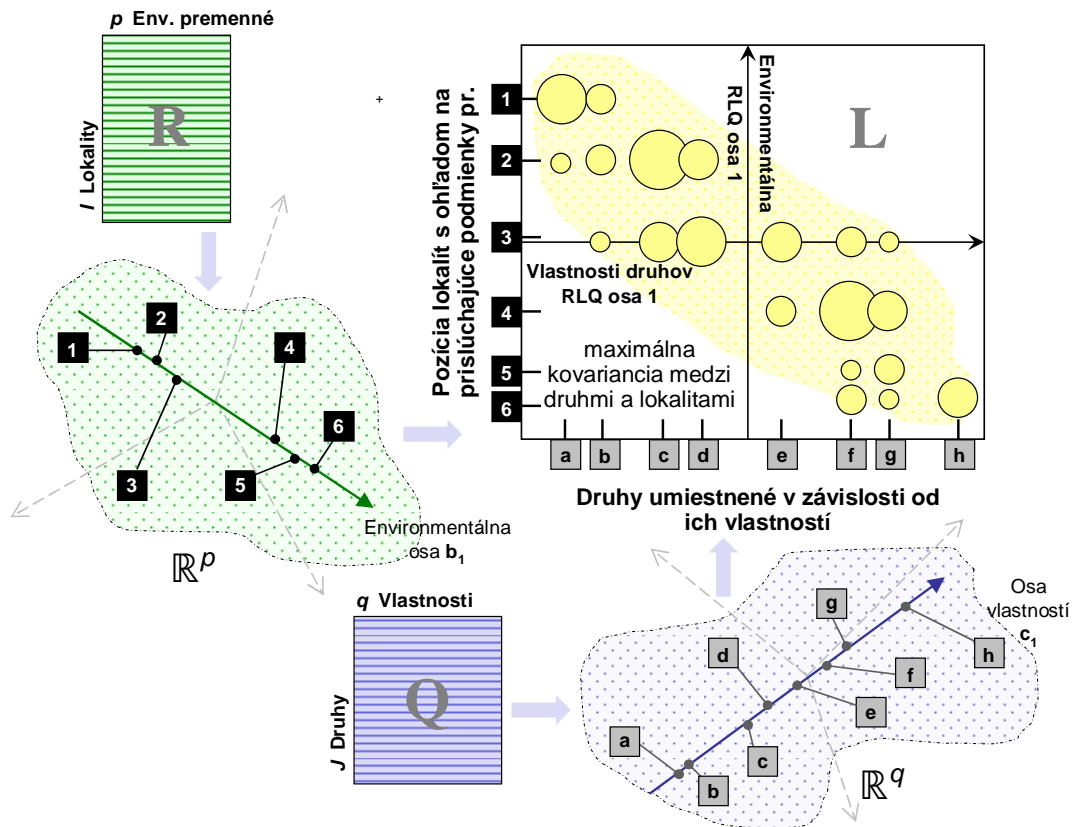 p Env. premenné
I Lokality
R
1
2
3
4
5
6
Environmentálna
osa b1
ℝp
Pozícia lokalít s ohľadom na
prislúchajúce podmienky pr.
1
2
3
4
5
6
+
Environmentálna
RLQ osa 1
L
Vlastnosti druhov
RLQ osa 1
maximálna
kovariancia medzi
druhmi a lokalitami
a b c d e f g h
Druhy umiestnené v závislosti od
ich vlastností
q Vlastnosti
J Druhy
Q
Osa
vlastností
c1
g
d
h
f
e
a
c
b
ℝq